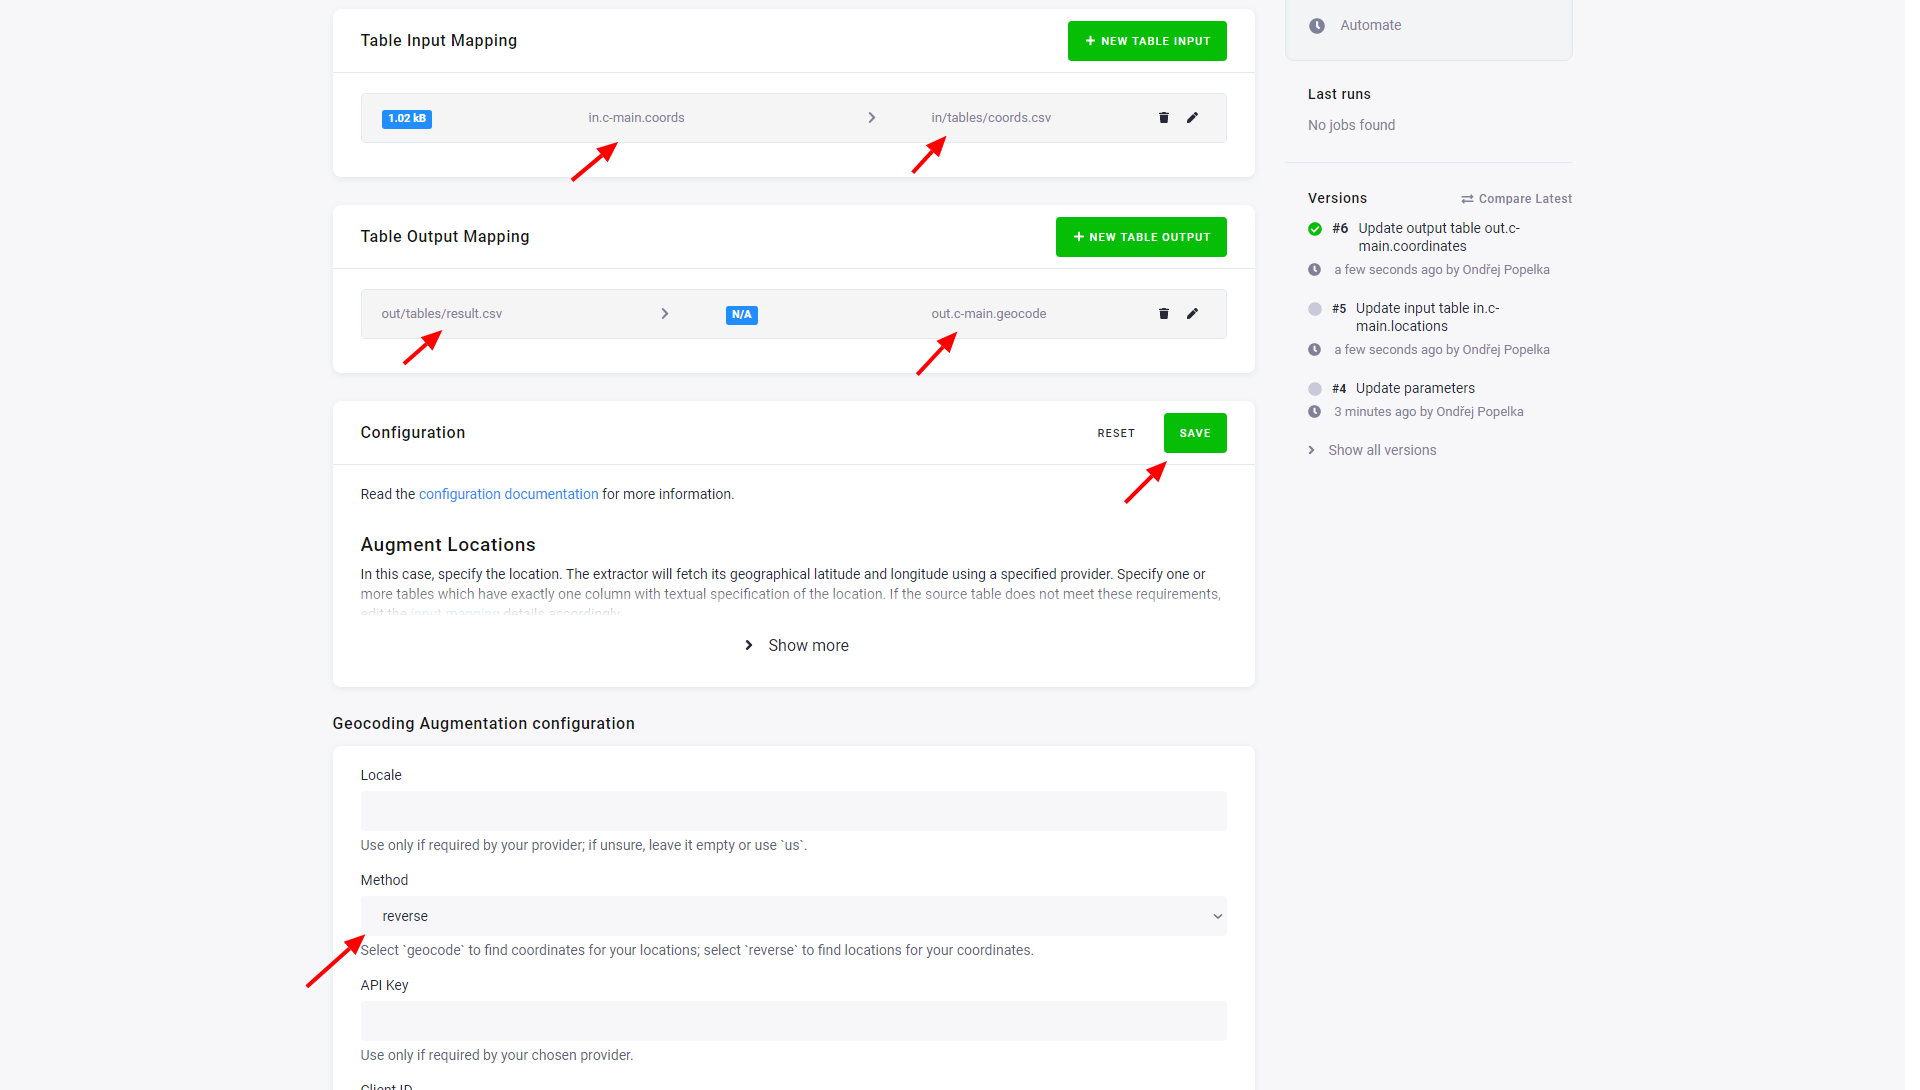 Table Input Mapping
NEW TABLE INPUT
1.02 kB
in.c-main.coords
in/tables/coords.csv
Table Output Mapping
NEW TABLE OUTPUT
out/tables/result.csv
N/A
out.c-main.geocode
Configuration
RESET
SAVE
Read the configuration documentation for more information.
Augment Locations
In this case, specify the location. The extractor will fetch its geographical latitude and longitude using a specified provider. Specify one or
more tables which have exactly one column with textual specification of the location. If the source table does not meet these requirements,
edit the input mapping details accordingly.
Show more
Geocoding Augmentation configuration
Locale
Use only if required by your provider; if unsure, leave it empty or use `us`.
Method
reverse
Select `geocode` to find coordinates for your locations; select `reverse` to find locations for your coordinates.
API Key
Use only if required by your chosen provider.
Client ID
Automate
Last runs
No jobs found
Versions
Compare Latest
#6 Update output table out.c-
main.coordinates
a few seconds ago by Ondřej Popelka
#5 Update input table in.c-
main.locations
a few seconds ago by Ondřej Popelka
#4 Update parameters
3 minutes ago by Ondřej Popelka
Show all versions